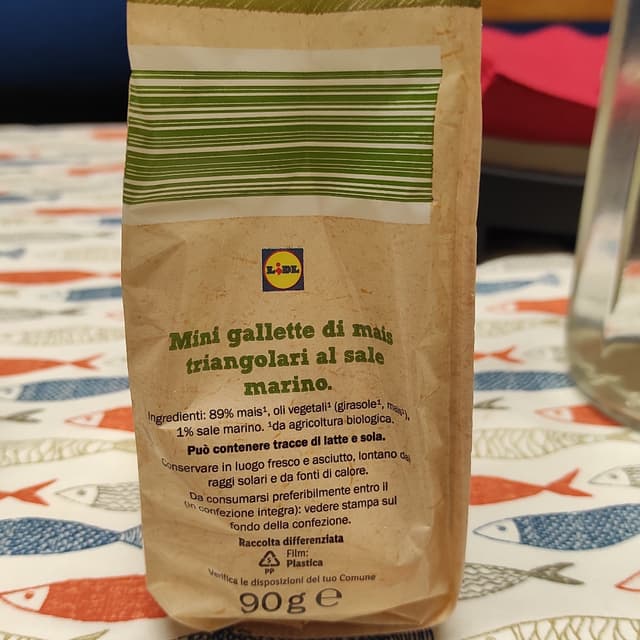 LIDL
Mini gallette di mais
triangolari al sale
marino.
Ingredienti: 89% mais¹, oli vegetali¹ (girasole¹, mais¹),
1% sale marino. ¹da agricoltura biologica.
Può contenere tracce di latte e soia.
Conservare in luogo fresco e asciutto, lontano dai
raggi solari e da fonti di calore.
Da consumarsi preferibilmente entro il
(in confezione integra): vedere stampa sul
fondo della confezione.
Raccolta differenziata
5
PP
Film:
Plastica
Verifica le disposizioni del tuo Comune
90 g ℮